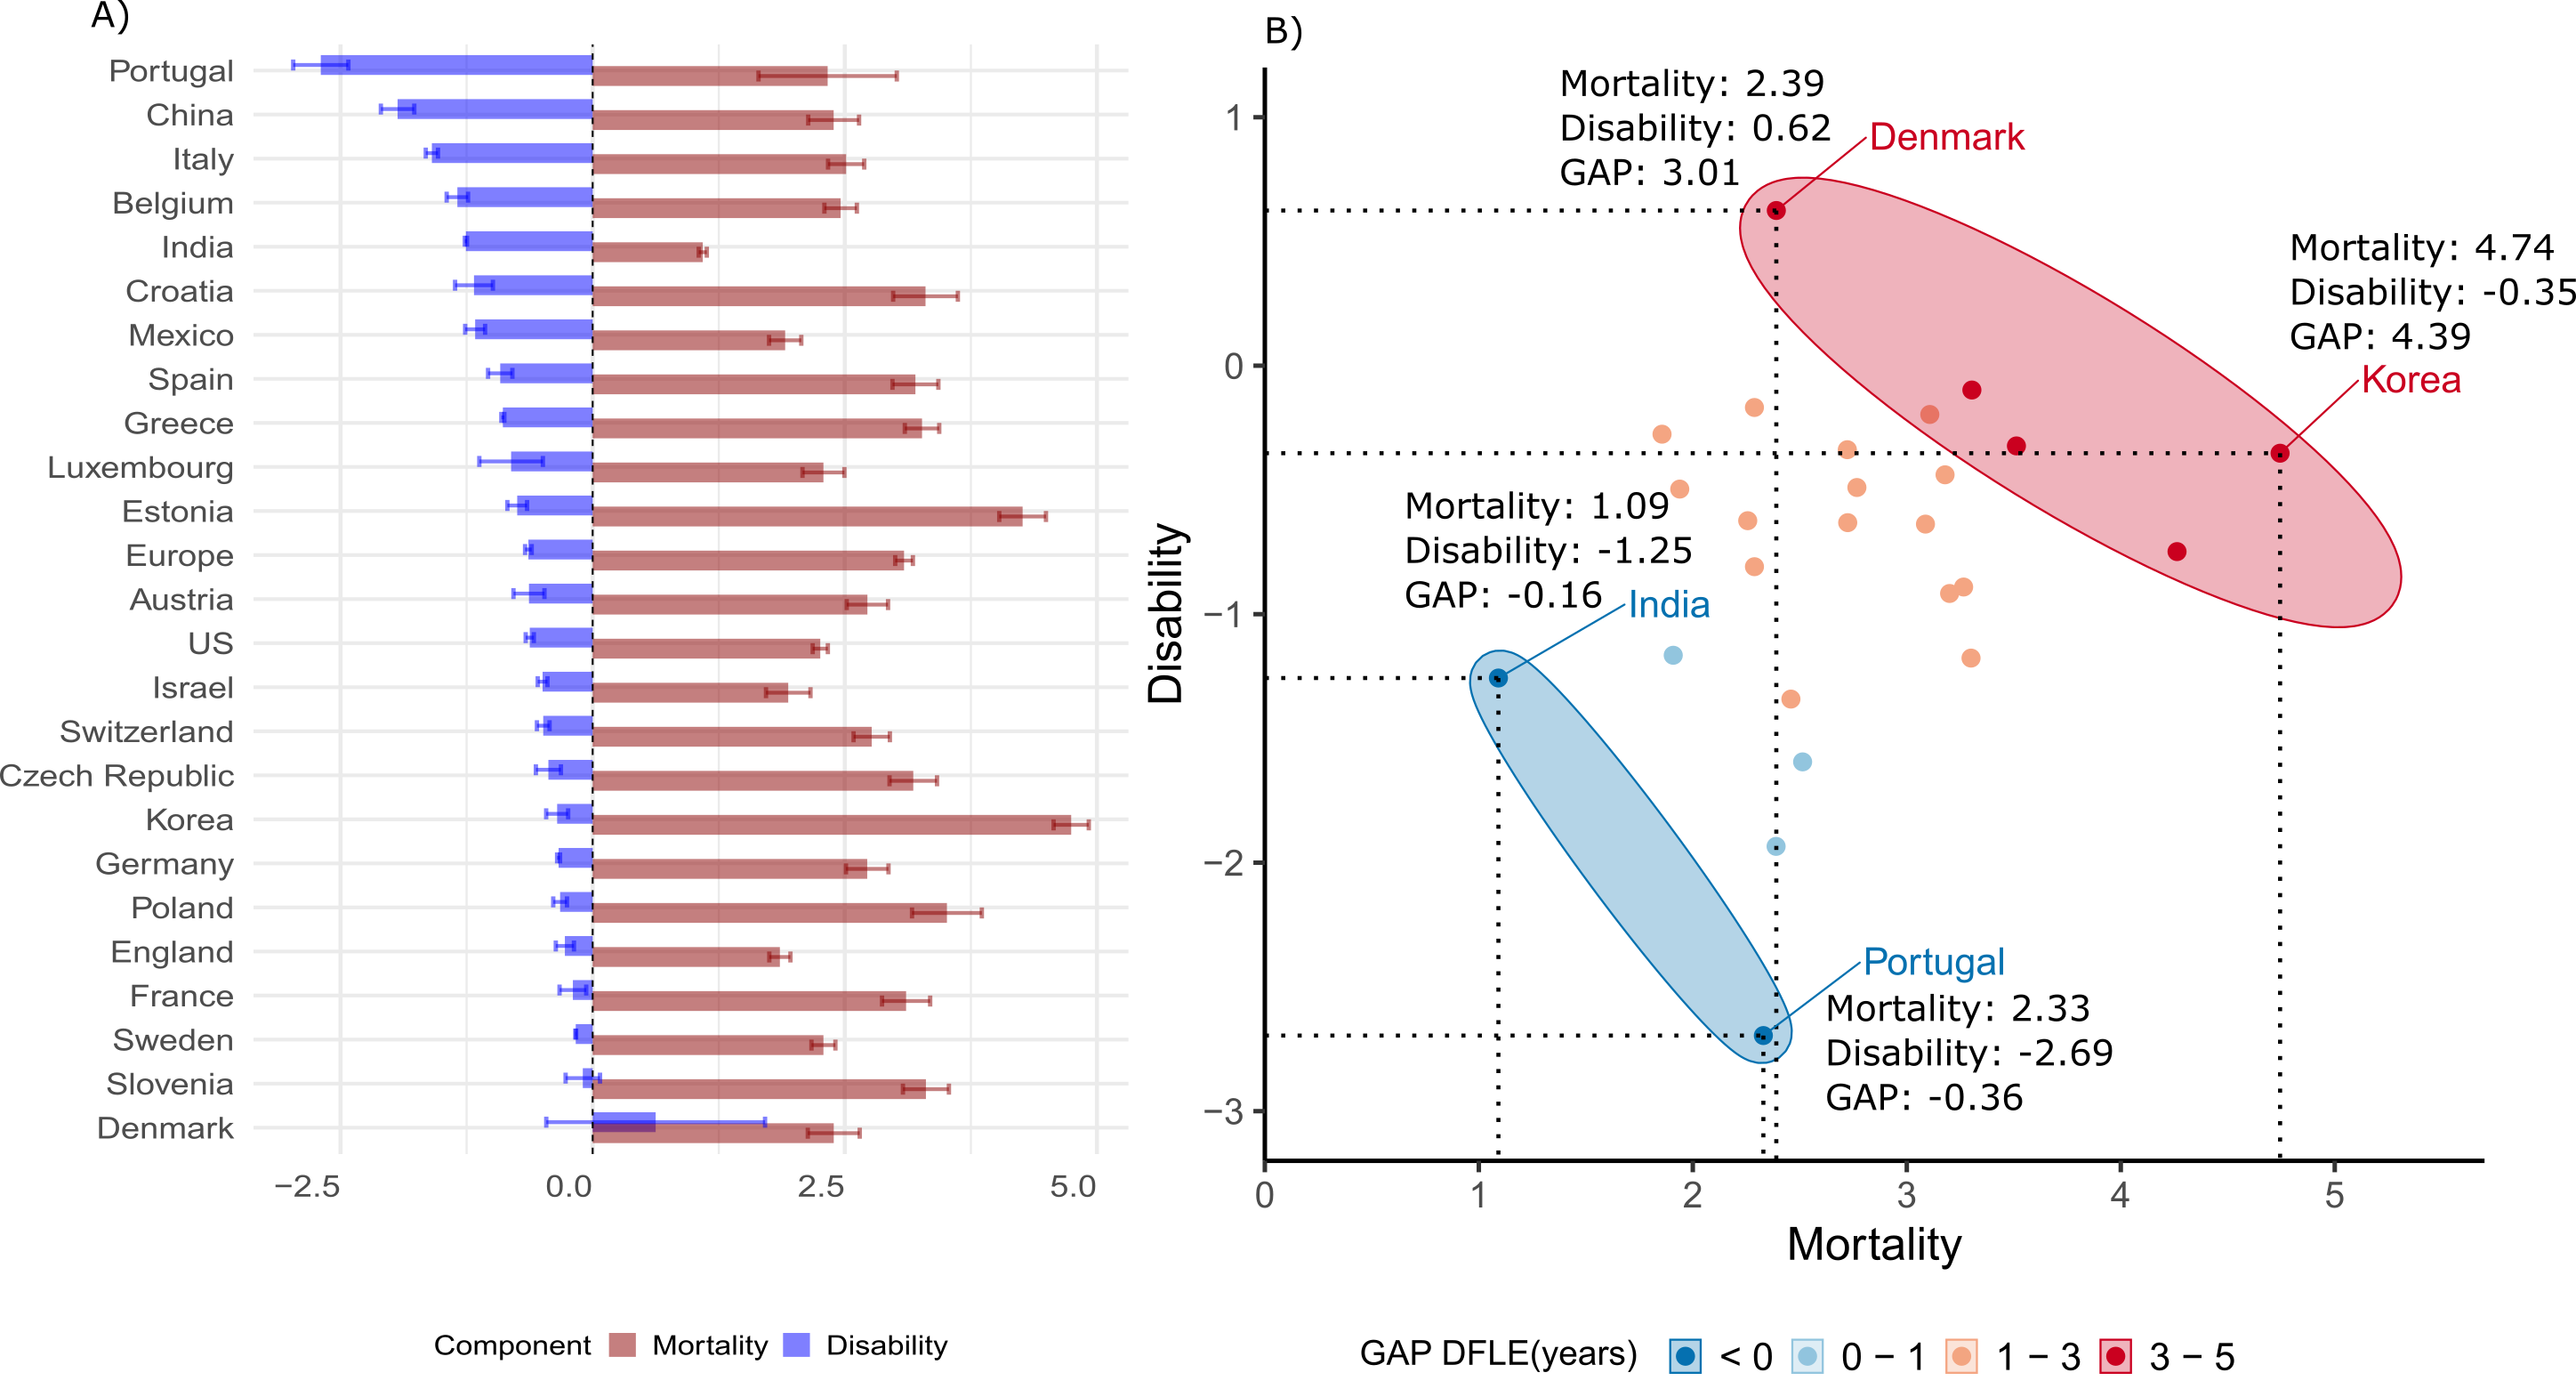 A)
Portugal
China
Italy
Belgium
India
Croatia
Mexico
Spain
Greece
Luxembourg
Estonia
Europe
Austria
US
Israel
Switzerland
Czech Republic
Korea
Germany
Poland
England
France
Sweden
Slovenia
Denmark
−2.5 0.0 2.5 5.0
Component Mortality Disability
B)
Mortality: 2.39
Disability: 0.62
GAP: 3.01
Denmark
Mortality: 4.74
Disability: -0.35
GAP: 4.39
Korea
Mortality: 1.09
Disability: -1.25
GAP: -0.16
India
Portugal
Mortality: 2.33
Disability: -2.69
GAP: -0.36
Disability
1
0
−1
−2
−3
0 1 2 3 4 5
Mortality
GAP DFLE(years) < 0 0 − 1 1 − 3 3 − 5